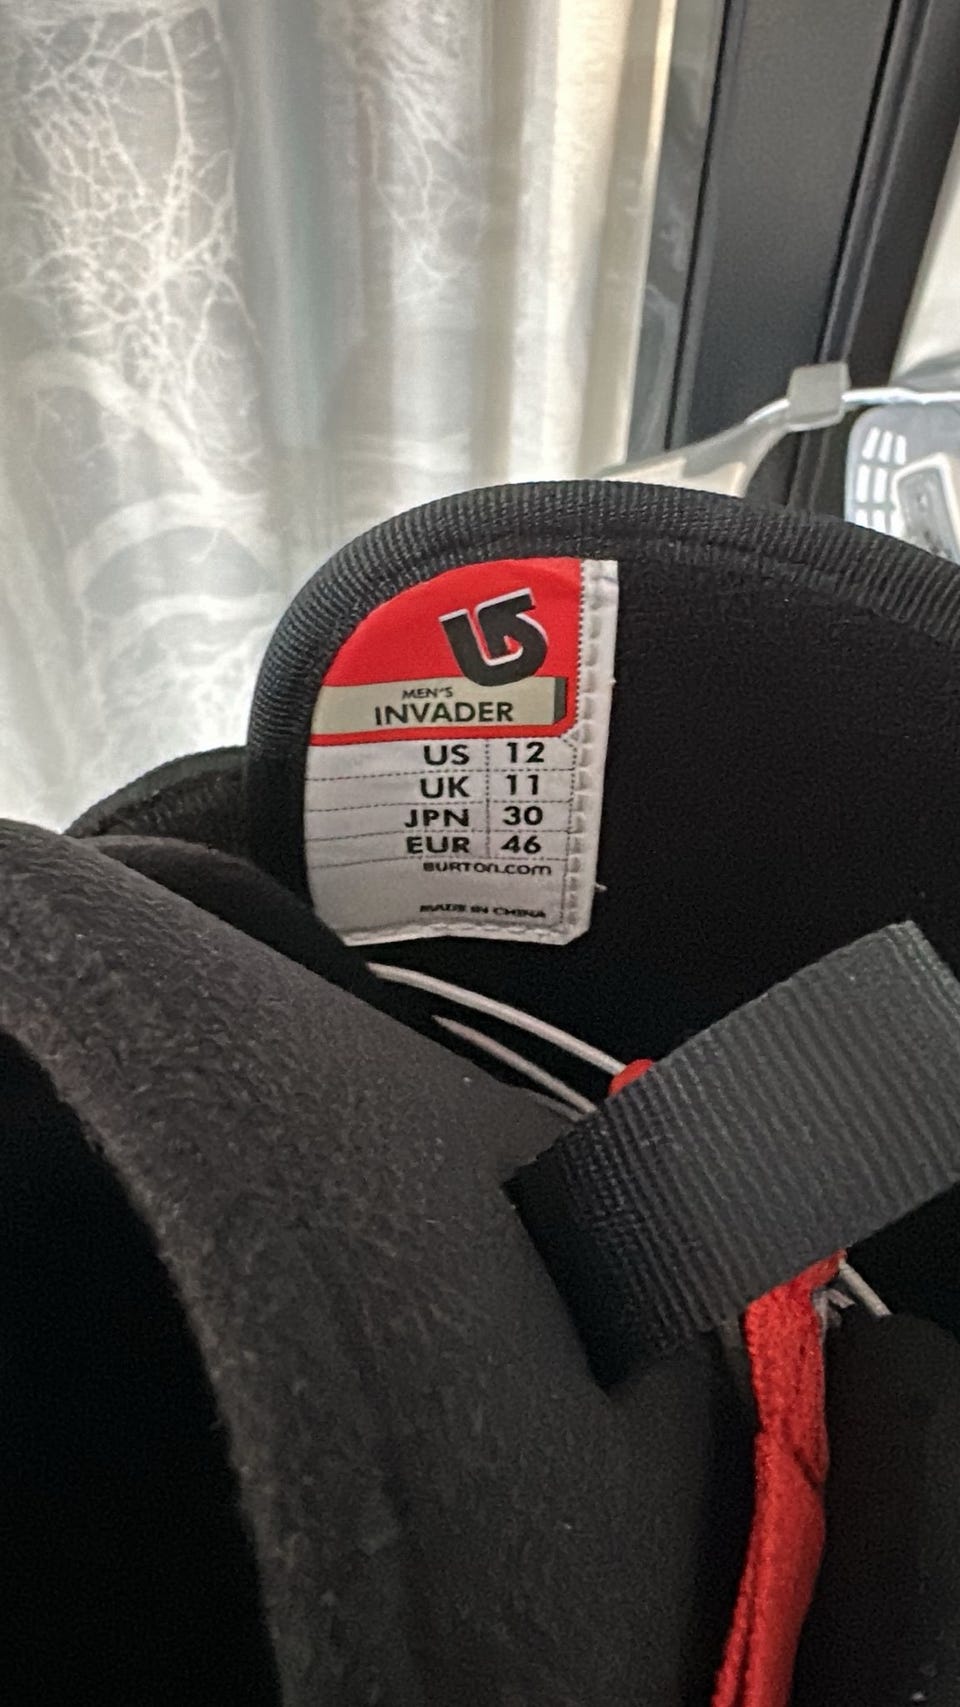 MEN'S
INVADER
US 12
UK 11
JPN 30
EUR 46
BURTON.COM
MADE IN CHINA